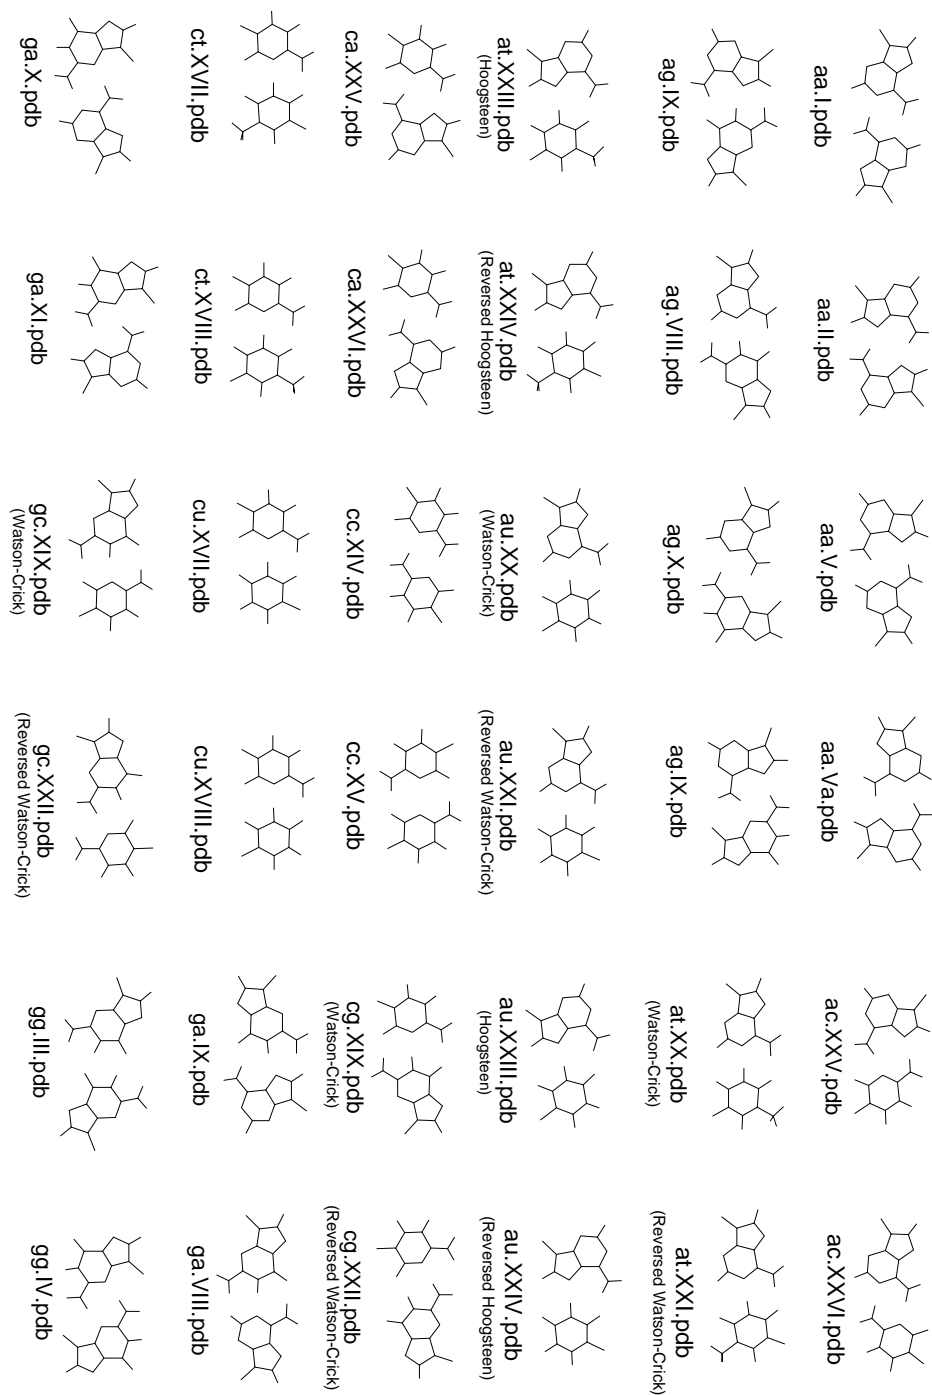 aa.I.pdb
aa.II.pdb
aa.V.pdb
aa.Va.pdb
ac.XXV.pdb
ac.XXVI.pdb
ag.IX.pdb
ag.VIII.pdb
ag.X.pdb
ag.IX.pdb
at.XX.pdb
(Watson-Crick)
at.XXI.pdb
(Reversed Watson-Crick)
at.XXIII.pdb
(Hoogsteen)
at.XXIV.pdb
(Reversed Hoogsteen)
au.XX.pdb
(Watson-Crick)
au.XXI.pdb
(Reversed Watson-Crick)
au.XXIII.pdb
(Hoogsteen)
au.XXIV.pdb
(Reversed Hoogsteen)
ca.XXV.pdb
ca.XXVI.pdb
cc.XIV.pdb
cc.XV.pdb
cg.XIX.pdb
(Watson-Crick)
cg.XXII.pdb
(Reversed Watson-Crick)
ct.XVII.pdb
ct.XVIII.pdb
cu.XVII.pdb
cu.XVIII.pdb
ga.IX.pdb
ga.VIII.pdb
ga.X.pdb
ga.XI.pdb
gc.XIX.pdb
(Watson-Crick)
gc.XXII.pdb
(Reversed Watson-Crick)
gg.III.pdb
gg.IV.pdb